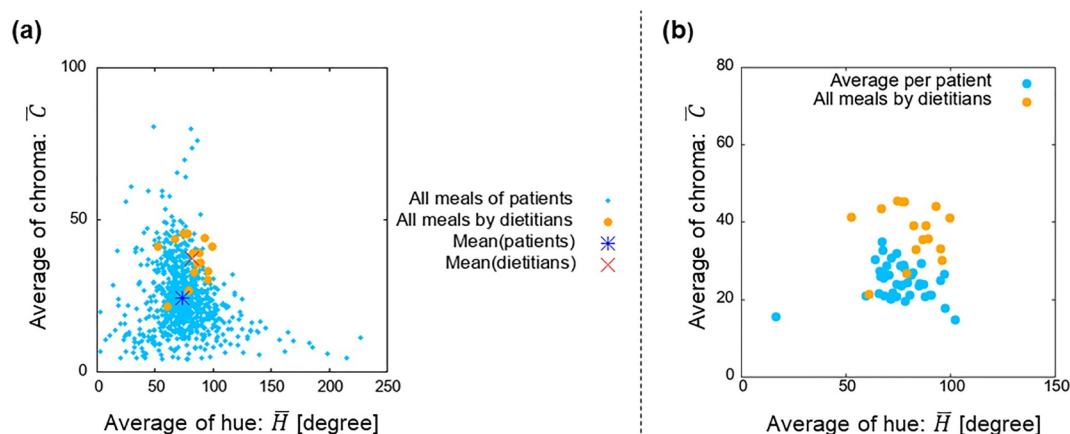 (a)
100
50
0
0
50
100
150
200
250
Average of chroma: C̅
Average of hue: H̅ [degree]
All meals of patients
All meals by dietitians
Mean(patients)
Mean(dietitians)
(b)
80
60
40
20
0
0
50
100
150
Average of chroma: C̅
Average of hue: H̅ [degree]
Average per patient
All meals by dietitians